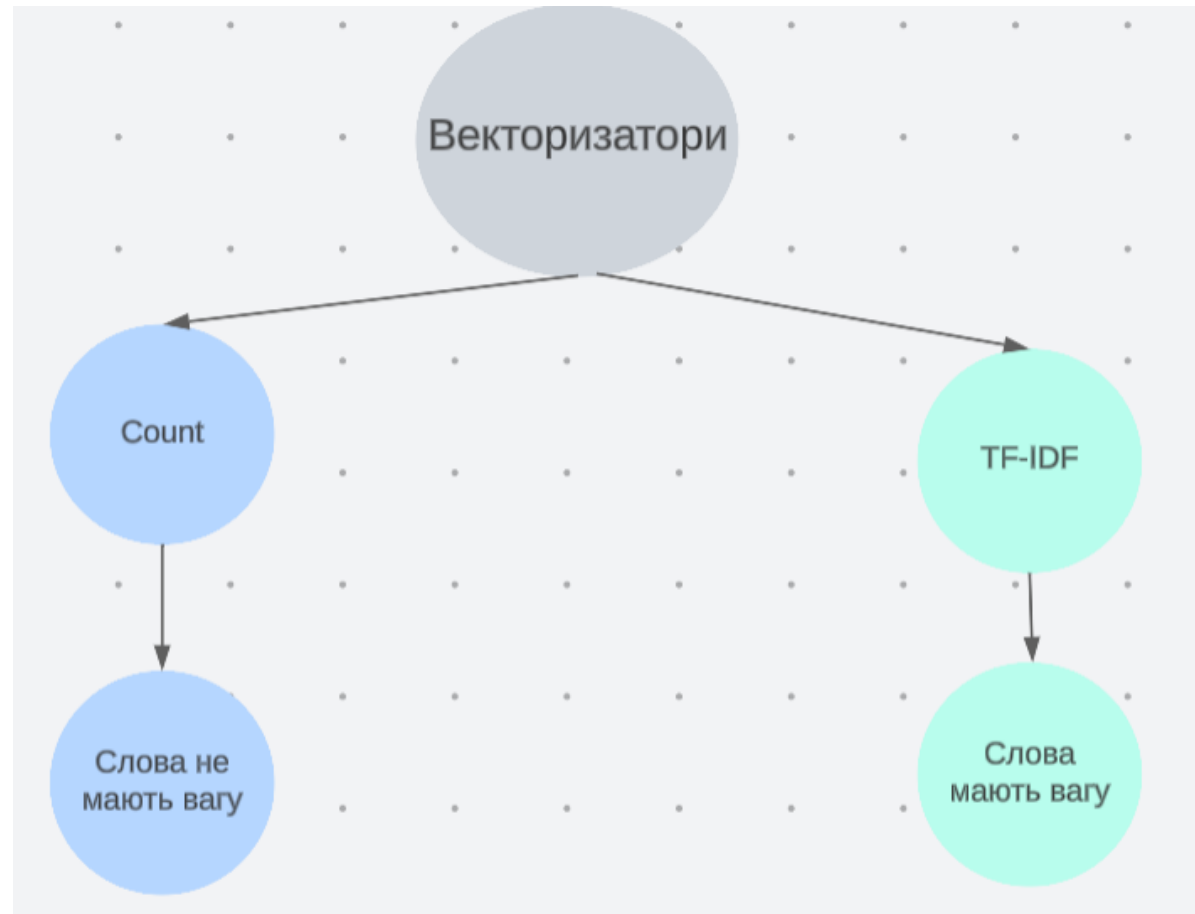 Векторизатори
Count
TF-IDF
Слова не
мають вагу
Слова
мають вагу